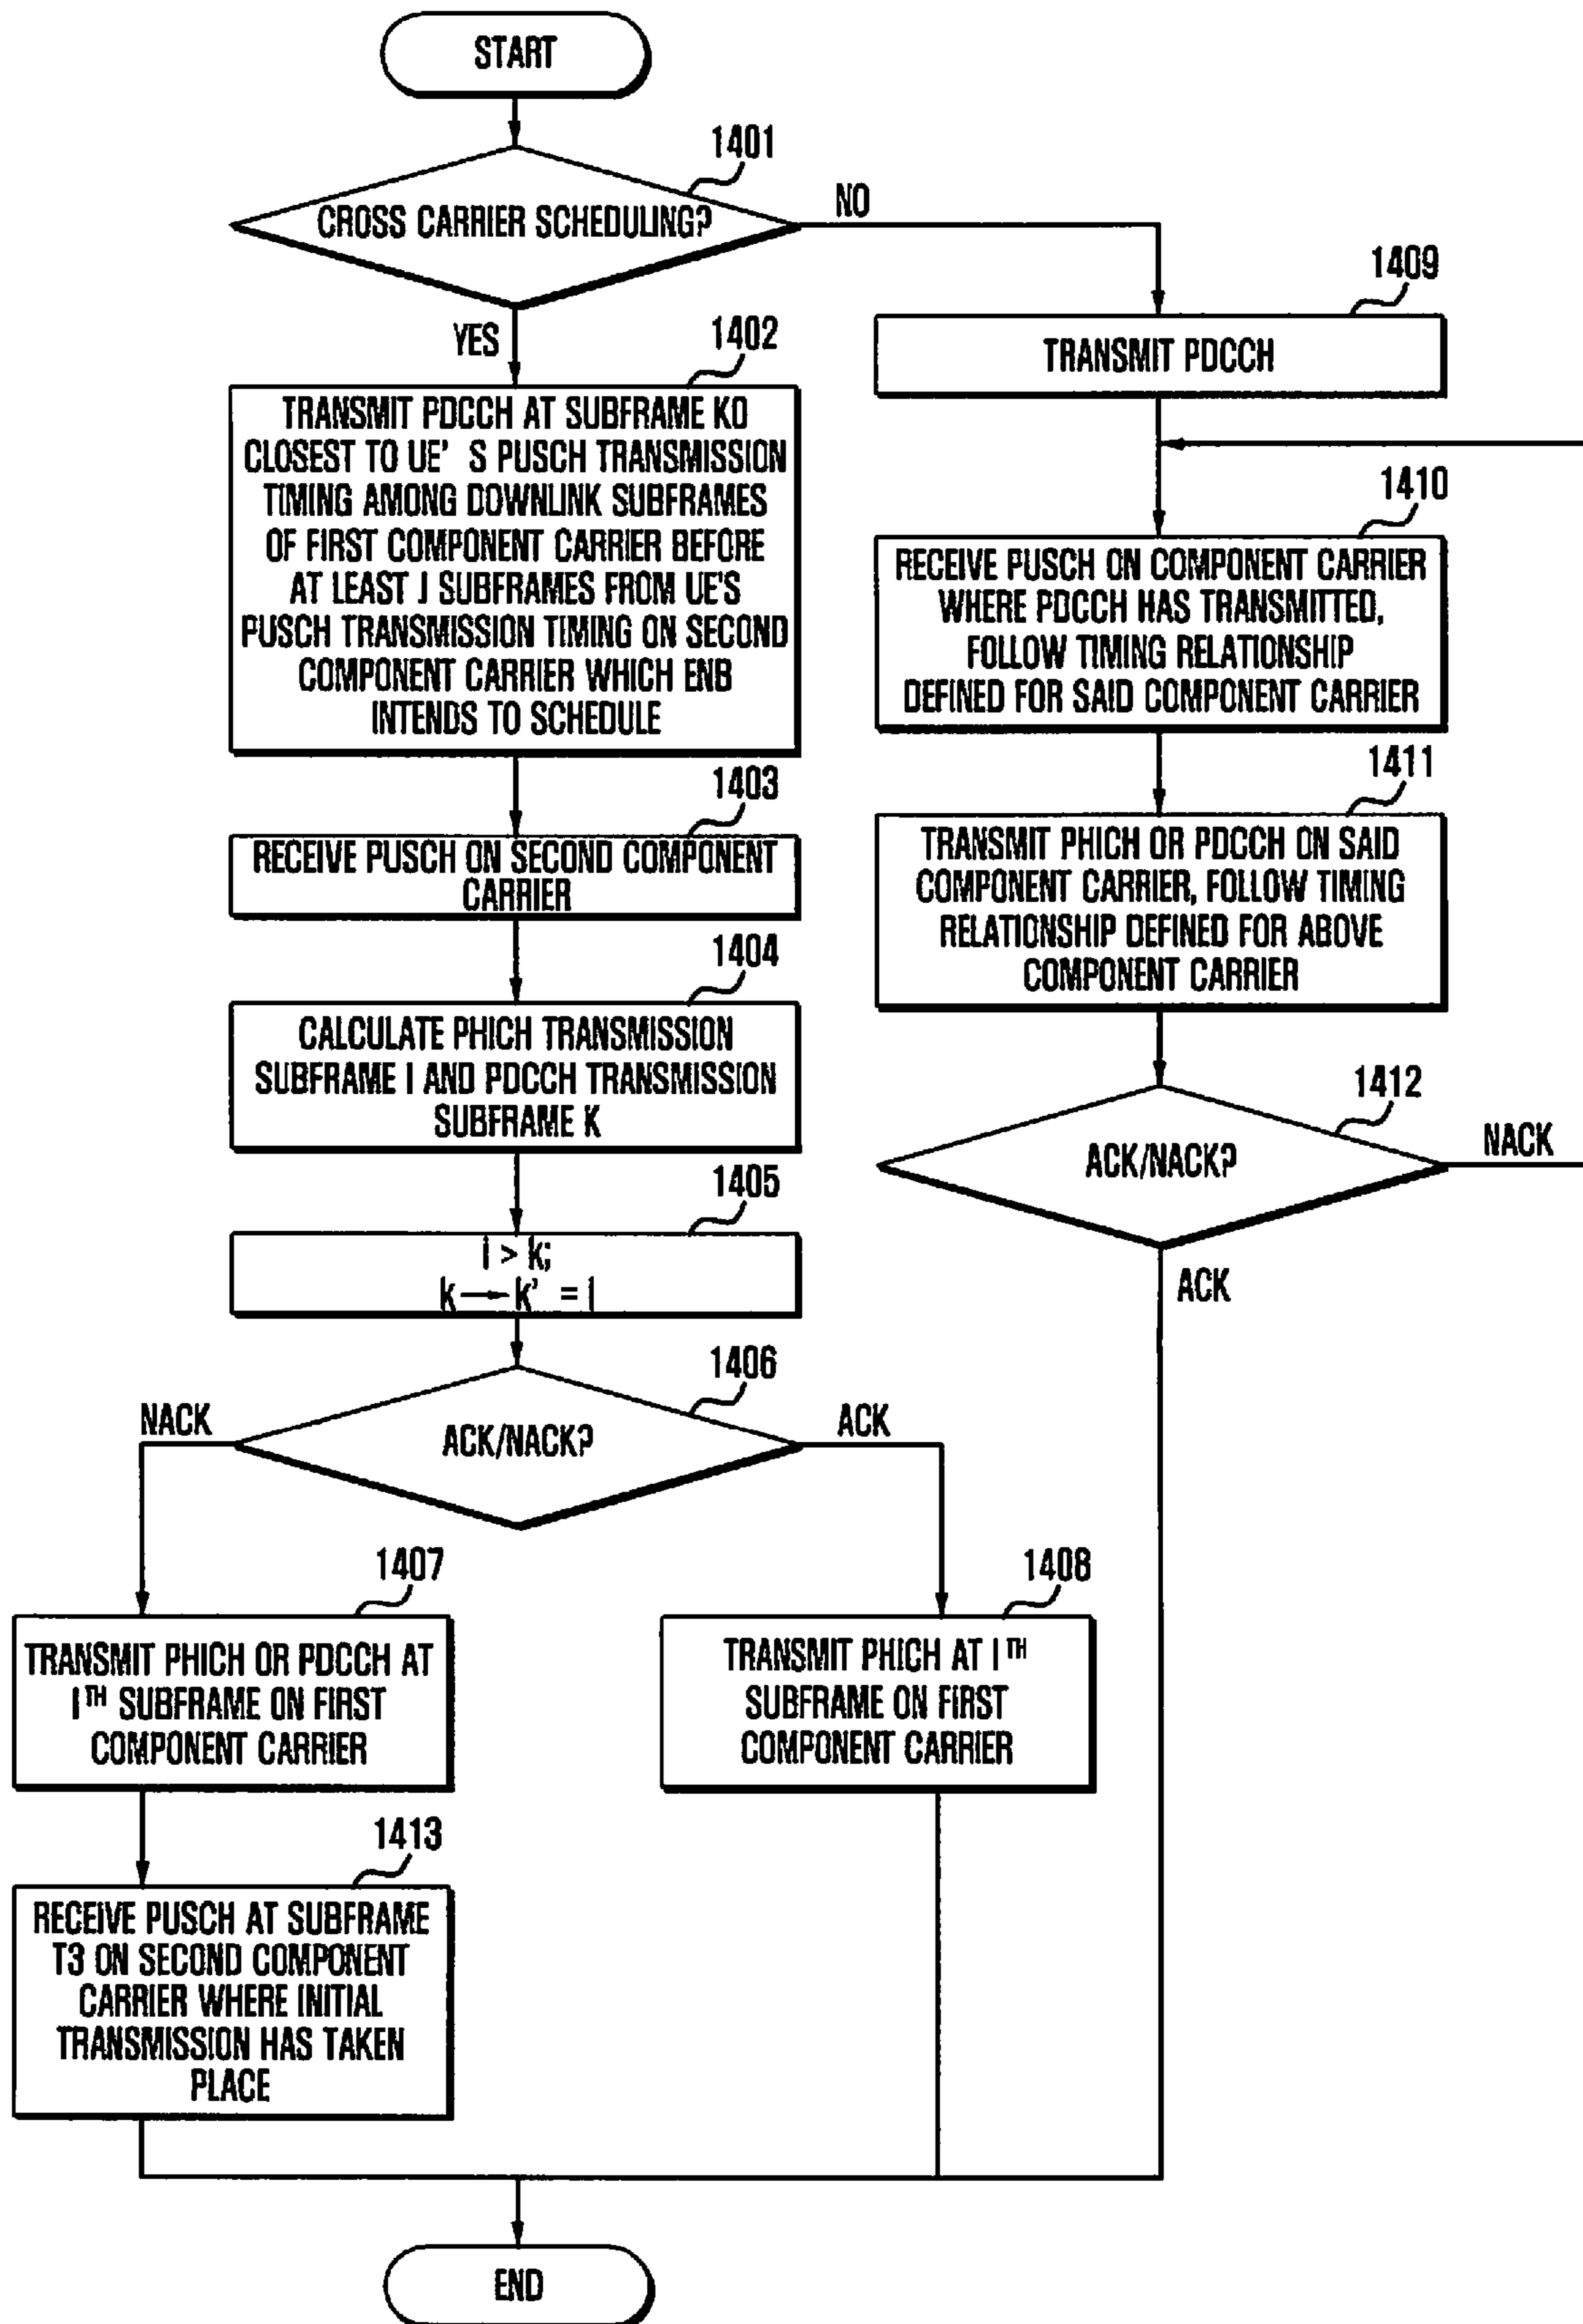 START
1401
CROSS CARRIER SCHEDULING?
NO
YES
1402
TRANSMIT PDCCH AT SUBFRAME K0
CLOSEST TO UE' S PUSCH TRANSMISSION
TIMING AMONG DOWNLINK SUBFRAMES
OF FIRST COMPONENT CARRIER BEFORE
AT LEAST J SUBFRAMES FROM UE'S
PUSCH TRANSMISSION TIMING ON SECOND
COMPONENT CARRIER WHICH ENB
INTENDS TO SCHEDULE
1403
RECEIVE PUSCH ON SECOND COMPONENT
CARRIER
1404
CALCULATE PHICH TRANSMISSION
SUBFRAME I AND PDCCH TRANSMISSION
SUBFRAME K
1405
i > k;
k → k' = i
1406
ACK/NACK?
NACK
ACK
1407
TRANSMIT PHICH OR PDCCH AT
I TH SUBFRAME ON FIRST
COMPONENT CARRIER
1408
TRANSMIT PHICH AT I TH
SUBFRAME ON FIRST
COMPONENT CARRIER
1413
RECEIVE PUSCH AT SUBFRAME
T3 ON SECOND COMPONENT
CARRIER WHERE INITIAL
TRANSMISSION HAS TAKEN
PLACE
1409
TRANSMIT PDCCH
1410
RECEIVE PUSCH ON COMPONENT CARRIER
WHERE PDCCH HAS TRANSMITTED,
FOLLOW TIMING RELATIONSHIP
DEFINED FOR SAID COMPONENT CARRIER
1411
TRANSMIT PHICH OR PDCCH ON SAID
COMPONENT CARRIER, FOLLOW TIMING
RELATIONSHIP DEFINED FOR ABOVE
COMPONENT CARRIER
1412
ACK/NACK?
NACK
ACK
END